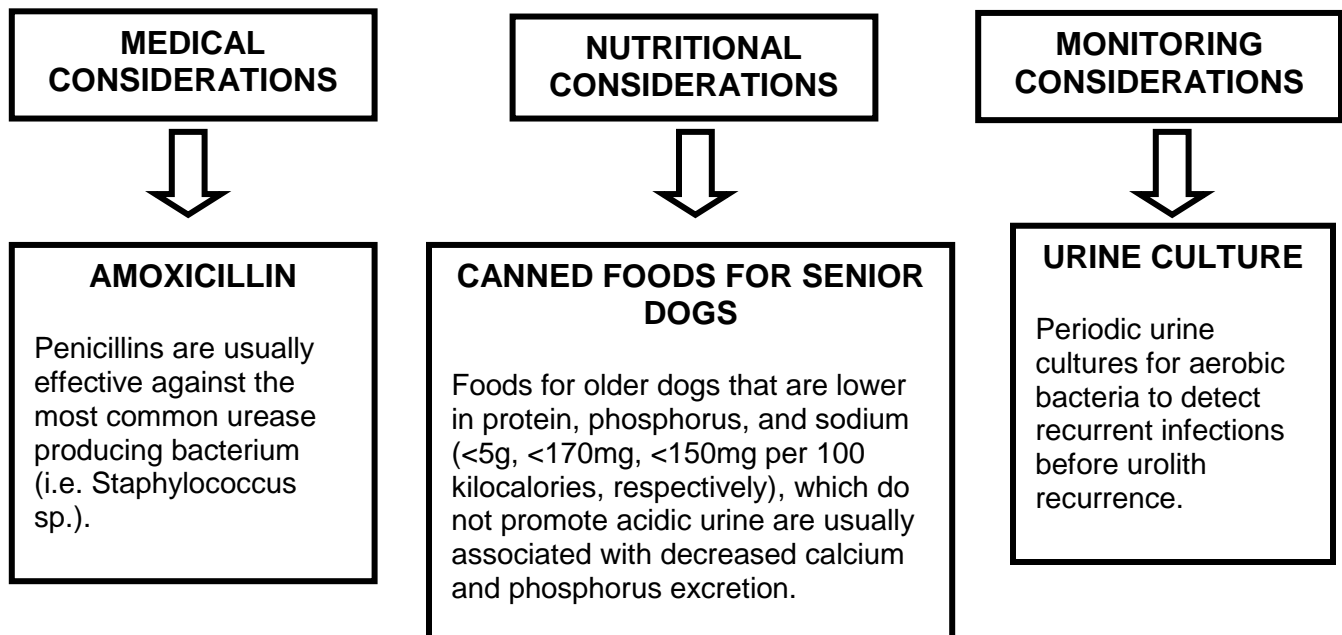 MEDICAL
CONSIDERATIONS
NUTRITIONAL
CONSIDERATIONS
MONITORING
CONSIDERATIONS
AMOXICILLIN
Penicillins are usually
effective against the
most common urease
producing bacterium
(i.e. Staphylococcus
sp.).
CANNED FOODS FOR SENIOR
DOGS
Foods for older dogs that are lower
in protein, phosphorus, and sodium
(<5g, <170mg, <150mg per 100
kilocalories, respectively), which do
not promote acidic urine are usually
associated with decreased calcium
and phosphorus excretion.
URINE CULTURE
Periodic urine
cultures for aerobic
bacteria to detect
recurrent infections
before urolith
recurrence.